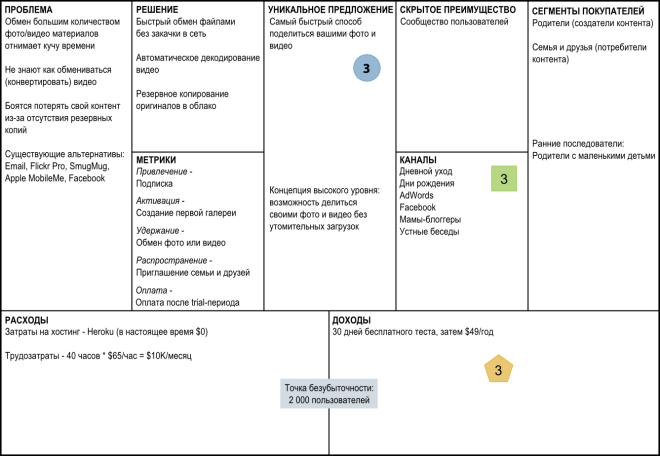 ПРОБЛЕМА
Обмен большим количеством
фото/видео материалов
отнимает кучу времени
Не знают как обмениваться
(конвертировать) видео
Боятся потерять свой контент
из-за отсутствия резервных
копий
Существующие альтернативы:
Email, Flickr Pro, SmugMug,
Apple MobileMe, Facebook
РЕШЕНИЕ
Быстрый обмен файлами
без закачки в сеть
Автоматическое декодирование
видео
Резервное копирование
оригиналов в облако
МЕТРИКИ
Привлечение -
Подписка
Активация -
Создание первой галереи
Удержание -
Обмен фото или видео
Распространение -
Приглашение семьи и друзей
Оплата -
Оплата после trial-периода
УНИКАЛЬНОЕ ПРЕДЛОЖЕНИЕ
Самый быстрый способ
поделиться вашими фото и
видео
3
Концепция высокого уровня:
возможность делиться
своими фото и видео без
утомительных загрузок
СКРЫТОЕ ПРЕИМУЩЕСТВО
Сообщество пользователей
КАНАЛЫ
Дневной уход
Дни рождения
AdWords
Facebook
Мамы-блоггеры
Устные беседы
3
СЕГМЕНТЫ ПОКУПАТЕЛЕЙ
Родители (создатели контента)
Семья и друзья (потребители
контента)
Ранние последователи:
Родители с маленькими детьми
РАСХОДЫ
Затраты на хостинг - Heroku (в настоящее время $0)
Трудозатраты - 40 часов * $65/час = $10K/месяц
ДОХОДЫ
30 дней бесплатного теста, затем $49/год
3
Точка безубыточности:
2 000 пользователей